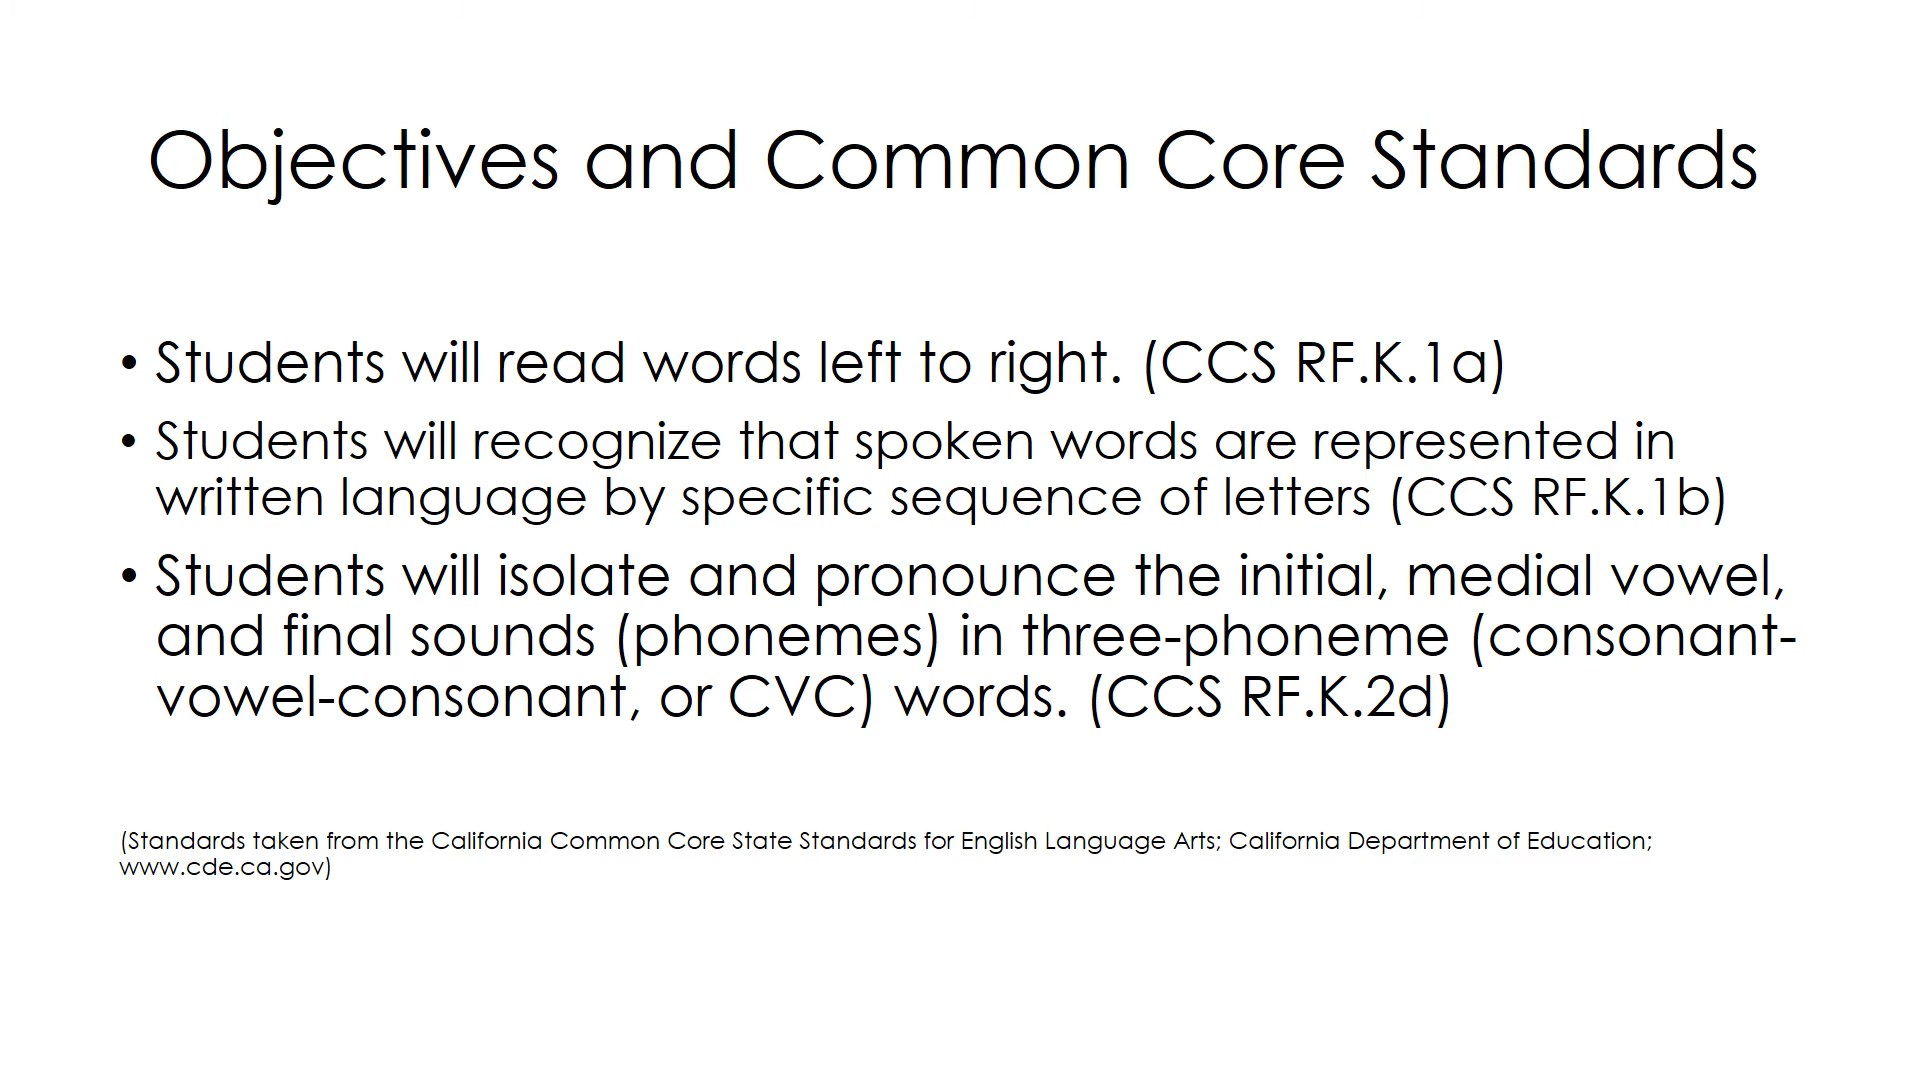 Objectives and Common Core Standards
• Students will read words left to right. (CCS RF.K.1a)
• Students will recognize that spoken words are represented in
written language by specific sequence of letters (CCS RF.K.1b)
• Students will isolate and pronounce the initial, medial vowel,
and final sounds (phonemes) in three-phoneme (consonant-
vowel-consonant, or CVC) words. (CCS RF.K.2d)
(Standards taken from the California Common Core State Standards for English Language Arts; California Department of Education;
www.cde.ca.gov)